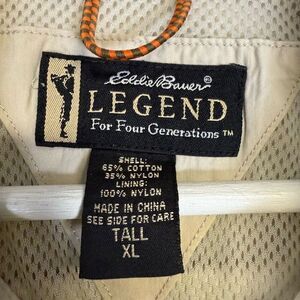 Eddie Bauer®
LEGEND
For Four Generations™
SHELL:
65% COTTON
35% NYLON
LINING:
100% NYLON
MADE IN CHINA
SEE SIDE FOR CARE
TALL
XL